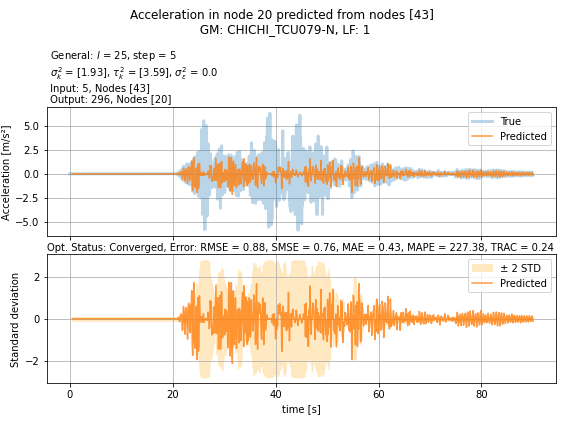 Acceleration in node 20 predicted from nodes [43]
GM: CHICHI_TCU079-N, LF: 1
General: l = 25, step = 5
σ²ₖ = [1.93], τ²ₖ = [3.59], σ²ε = 0.0
Input: 5, Nodes [43]
Output: 296, Nodes [20]
Acceleration [m/s²]
5.0
2.5
0.0
−2.5
−5.0
True
Predicted
Opt. Status: Converged, Error: RMSE = 0.88, SMSE = 0.76, MAE = 0.43, MAPE = 227.38, TRAC = 0.24
Standard deviation
2
0
−2
± 2 STD
Predicted
0 20 40 60 80
time [s]